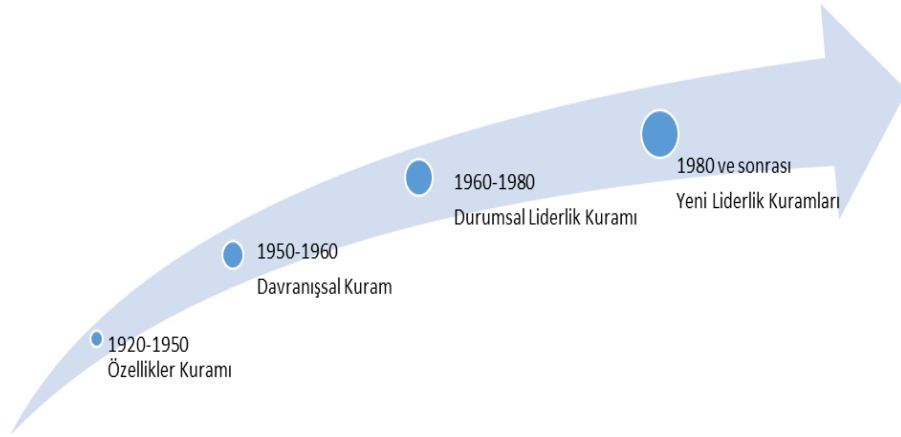 1920-1950
Özellikler Kuramı
1950-1960
Davranışsal Kuram
1960-1980
Durumsal Liderlik Kuramı
1980 ve sonrası
Yeni Liderlik Kuramları